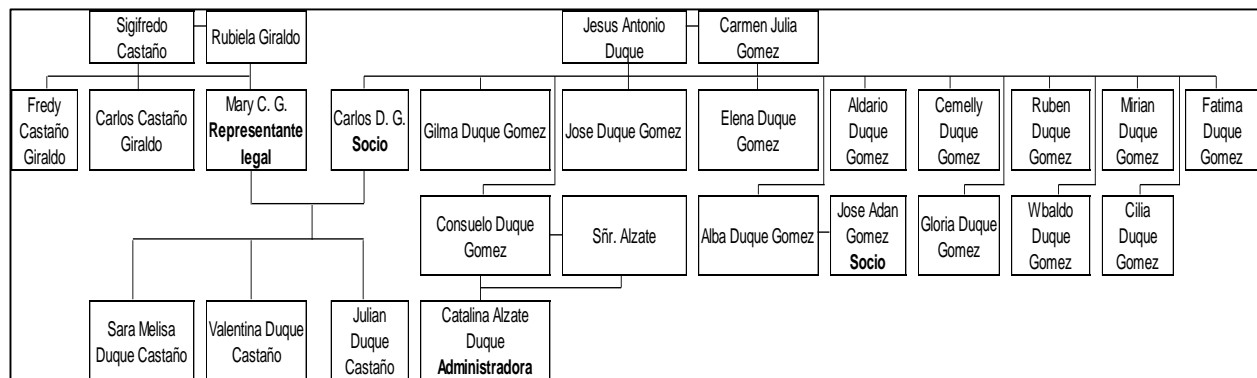 Sigifredo
Castaño
Rubiela Giraldo
Jesus Antonio
Duque
Carmen Julia
Gomez
Fredy
Castaño
Giraldo
Carlos Castaño
Giraldo
Mary C. G.
Representante
legal
Carlos D. G.
Socio
Gilma Duque Gomez
Jose Duque Gomez
Elena Duque
Gomez
Aldario
Duque
Gomez
Cemelly
Duque
Gomez
Ruben
Duque
Gomez
Mirian
Duque
Gomez
Fatima
Duque
Gomez
Consuelo Duque
Gomez
Sñr. Alzate
Alba Duque Gomez
Jose Adan
Gomez
Socio
Gloria Duque
Gomez
Wbaldo
Duque
Gomez
Cilia
Duque
Gomez
Sara Melisa
Duque Castaño
Valentina Duque
Castaño
Julian
Duque
Castaño
Catalina Alzate
Duque
Administradora